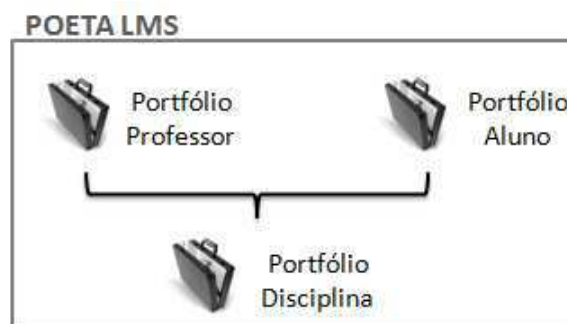 POETA LMS
Portfólio
Professor
Portfólio
Aluno
Portfólio
Disciplina